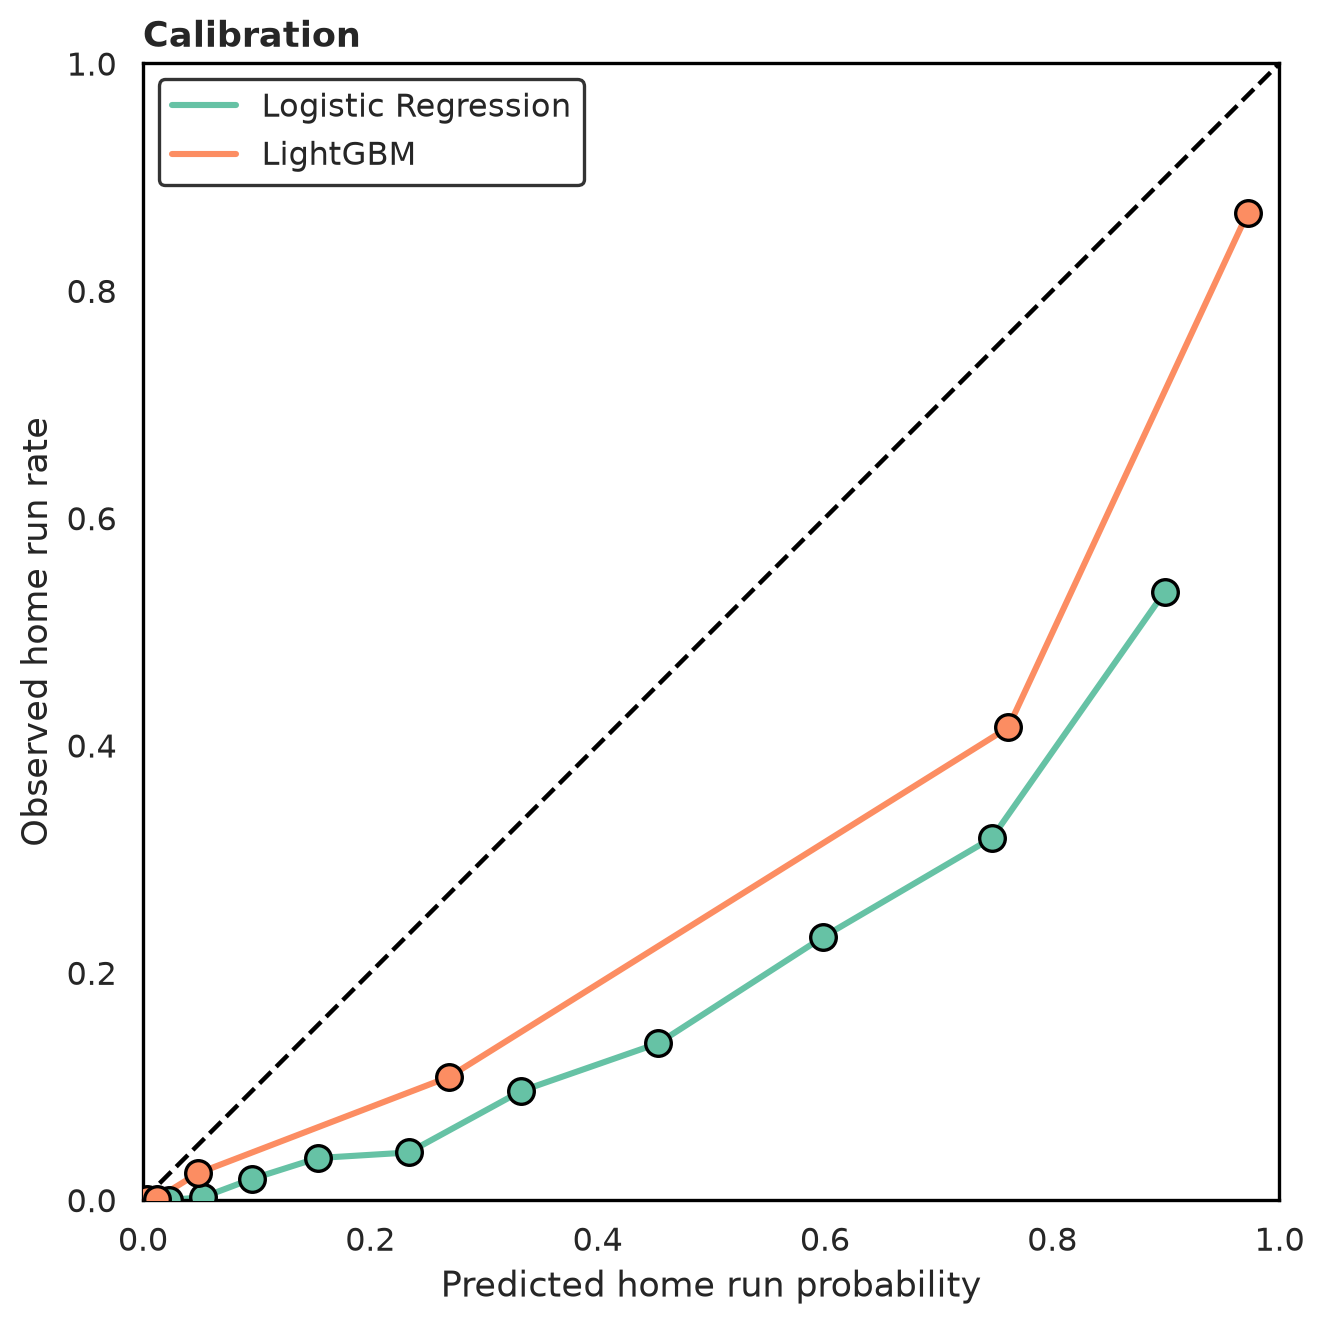 Calibration
Logistic Regression
LightGBM
1.0
0.8
0.6
0.4
0.2
0.0
Observed home run rate
0.0 0.2 0.4 0.6 0.8 1.0
Predicted home run probability